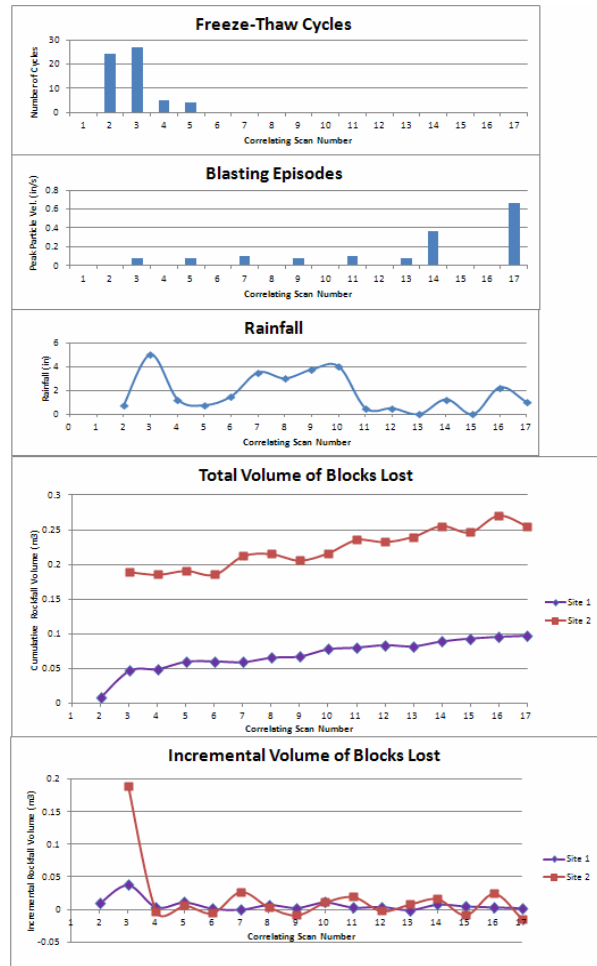 Freeze-Thaw Cycles
Number of Cycles
30
20
10
0
1 2 3 4 5 6 7 8 9 10 11 12 13 14 15 16 17
Correlating Scan Number
Blasting Episodes
Peak Particle Vel. (in/s)
0.8
0.6
0.4
0.2
0
1 2 3 4 5 6 7 8 9 10 11 12 13 14 15 16 17
Correlating Scan Number
Rainfall
Rainfall (in)
6
4
2
0
0 1 2 3 4 5 6 7 8 9 10 11 12 13 14 15 16 17
Correlating Scan Number
Total Volume of Blocks Lost
Cumulative Rockfall Volume (m3)
0.3
0.25
0.2
0.15
0.1
0.05
0
Site 1
Site 2
1 2 3 4 5 6 7 8 9 10 11 12 13 14 15 16 17
Correlating Scan Number
Incremental Volume of Blocks Lost
Incremental Rockfall Volume (m3)
0.2
0.15
0.1
0.05
0
-0.05
Site 1
Site 2
1 2 3 4 5 6 7 8 9 10 11 12 13 14 15 16 17
Correlating Scan Number